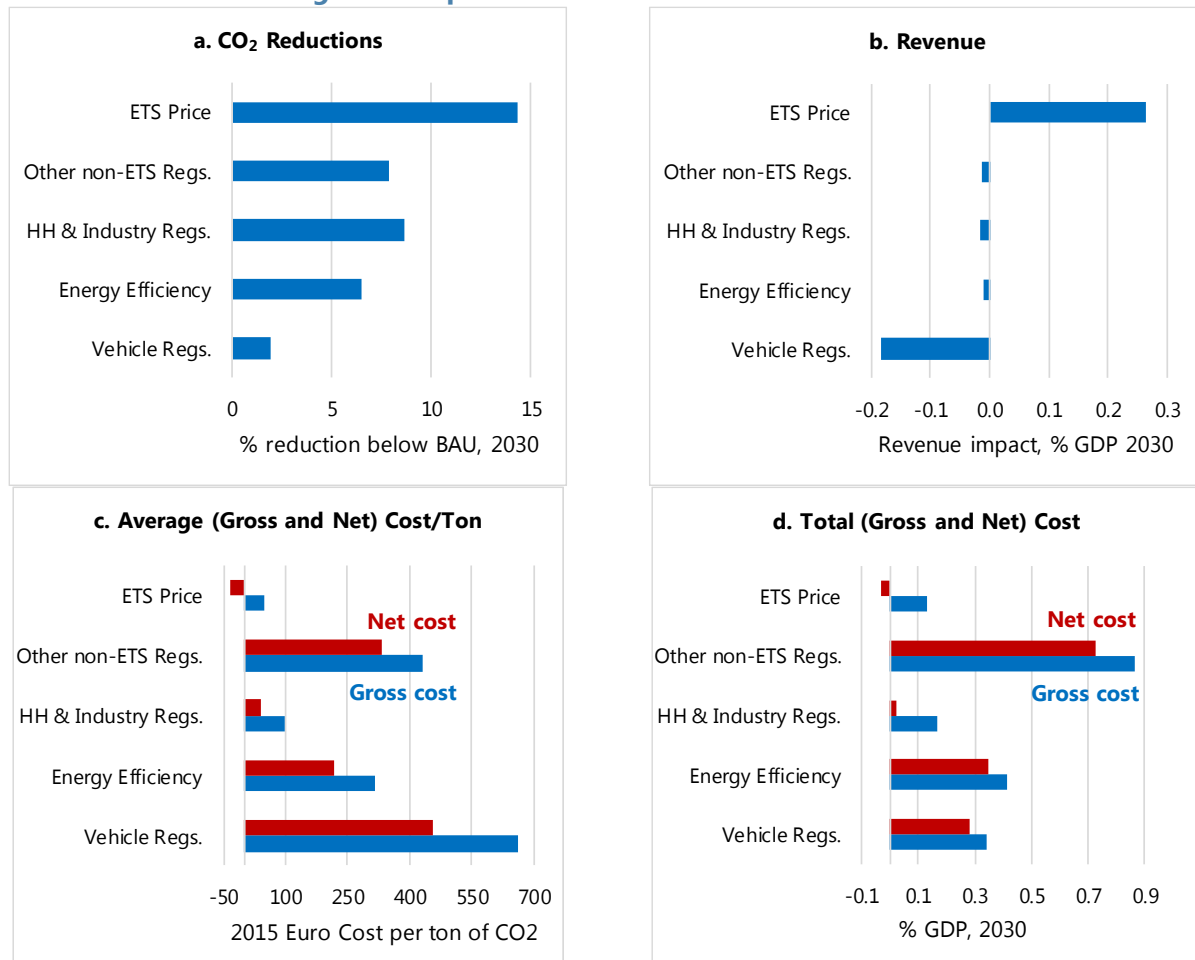 a. CO₂ Reductions
ETS Price
Other non-ETS Regs.
HH & Industry Regs.
Energy Efficiency
Vehicle Regs.
0 5 10 15
% reduction below BAU, 2030
b. Revenue
ETS Price
Other non-ETS Regs.
HH & Industry Regs.
Energy Efficiency
Vehicle Regs.
-0.2 -0.1 0.0 0.1 0.2 0.3
Revenue impact, % GDP 2030
c. Average (Gross and Net) Cost/Ton
ETS Price
Net cost
Other non-ETS Regs.
Gross cost
HH & Industry Regs.
Energy Efficiency
Vehicle Regs.
-50 100 250 400 550 700
2015 Euro Cost per ton of CO2
d. Total (Gross and Net) Cost
ETS Price
Net cost
Other non-ETS Regs.
Gross cost
HH & Industry Regs.
Energy Efficiency
Vehicle Regs.
-0.1 0.1 0.3 0.5 0.7 0.9
% GDP, 2030